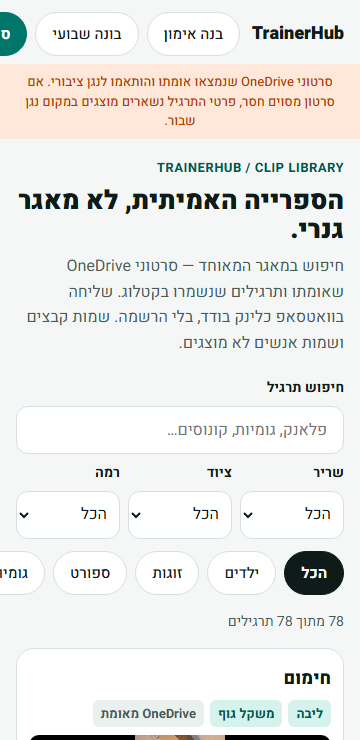 TrainerHub
בנה אימון
בונה שבועי
סרטוני OneDrive שנמצאו אומתו והותאמו לנגן ציבורי. אם
סרטון מסוים חסר, פרטי התרגיל נשארים מוצגים במקום נגן
שבור.
TRAINERHUB / CLIP LIBRARY
הספרייה האמיתית, לא מאגר
גנרי.
חיפוש במאגר המאוחד — סרטוני OneDrive
שאומתו ותרגילים שנשמרו בקטלוג. שליחה
בוואטסאפ כלינק בודד, בלי הרשמה. שמות קבצים
ושמות אנשים לא מוצגים.
חיפוש תרגיל
פלאנק, גומיות, קונוסים...
שריר
ציוד
רמה
הכל
הכל
הכל
הכל
ילדים
זוגות
ספורט
78 מתוך 78 תרגילים
חימום
ליבה
משקל גוף
OneDrive מאומת